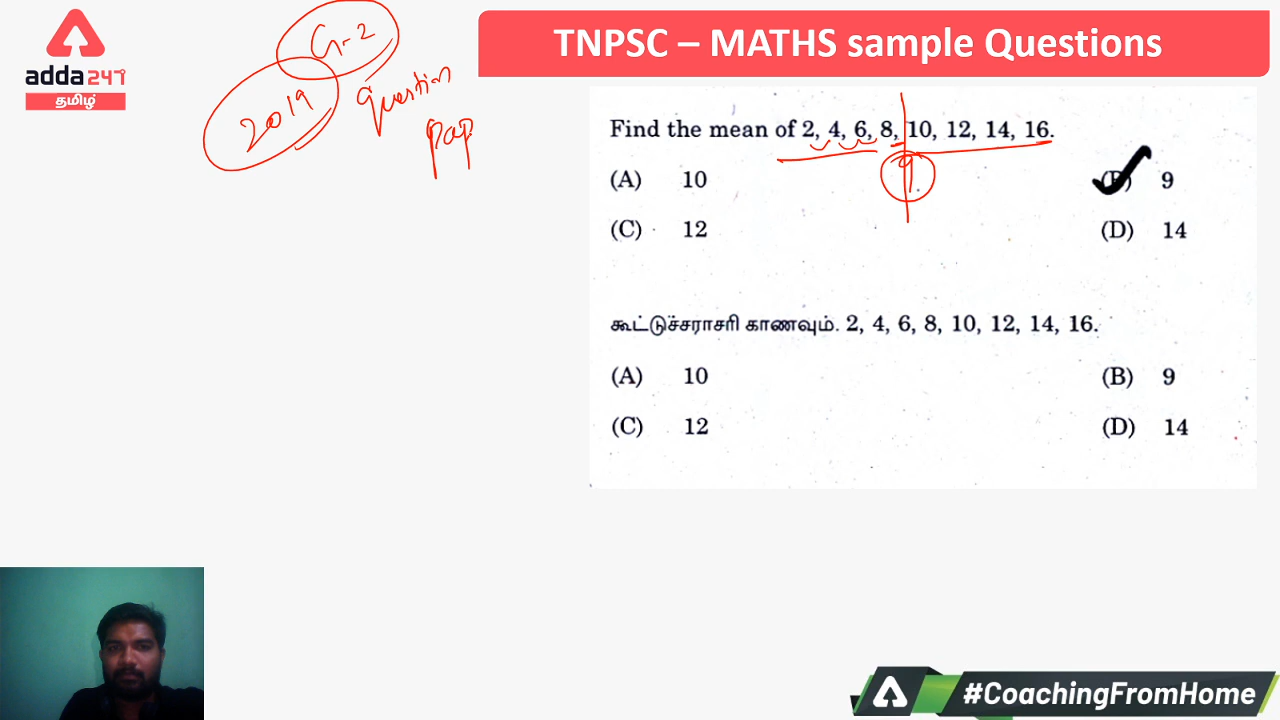 adda247
தமிழ்
G-2
2019
Question
pap
TNPSC – MATHS sample Questions
Find the mean of 2, 4, 6, 8, 10, 12, 14, 16.
9
(A) 10 (B) 9
(C) 12 (D) 14
கூட்டுச்சராசரி காணவும். 2, 4, 6, 8, 10, 12, 14, 16.
(A) 10 (B) 9
(C) 12 (D) 14
#CoachingFromHome